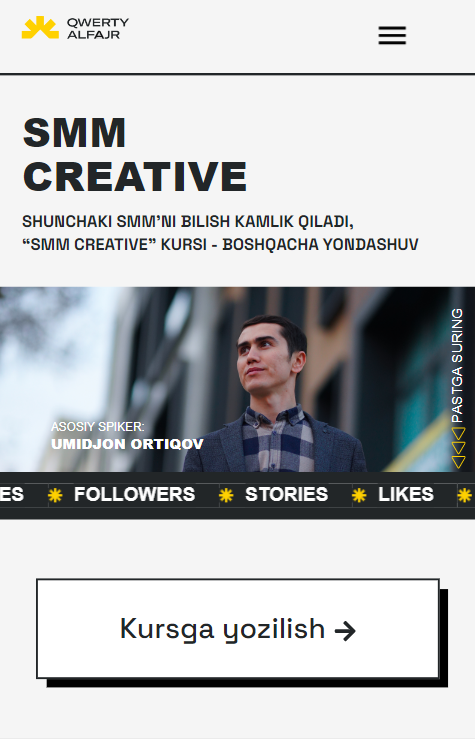 QWERTY
ALFAJR
SMM
CREATIVE
SHUNCHAKI SMM'NI BILISH KAMLIK QILADI,
“SMM CREATIVE” KURSI - BOSHQACHA YONDASHUV
PASTGA SURING
ASOSIY SPIKER:
UMIDJON ORTIQOV
ES FOLLOWERS STORIES LIKES
Kursga yozilish →